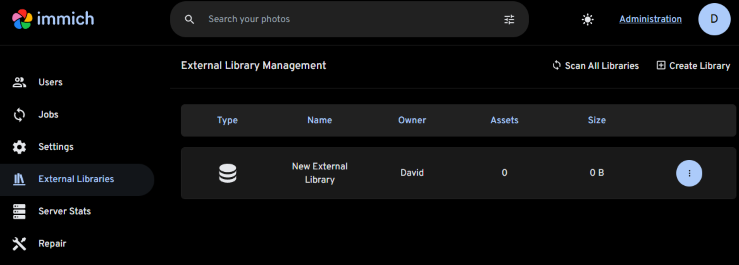 immich
Search your photos
Administration
D
Users
Jobs
Settings
External Libraries
Server Stats
Repair
External Library Management
Scan All Libraries
Create Library
Type Name Owner Assets Size
New External
Library
David 0 0 B